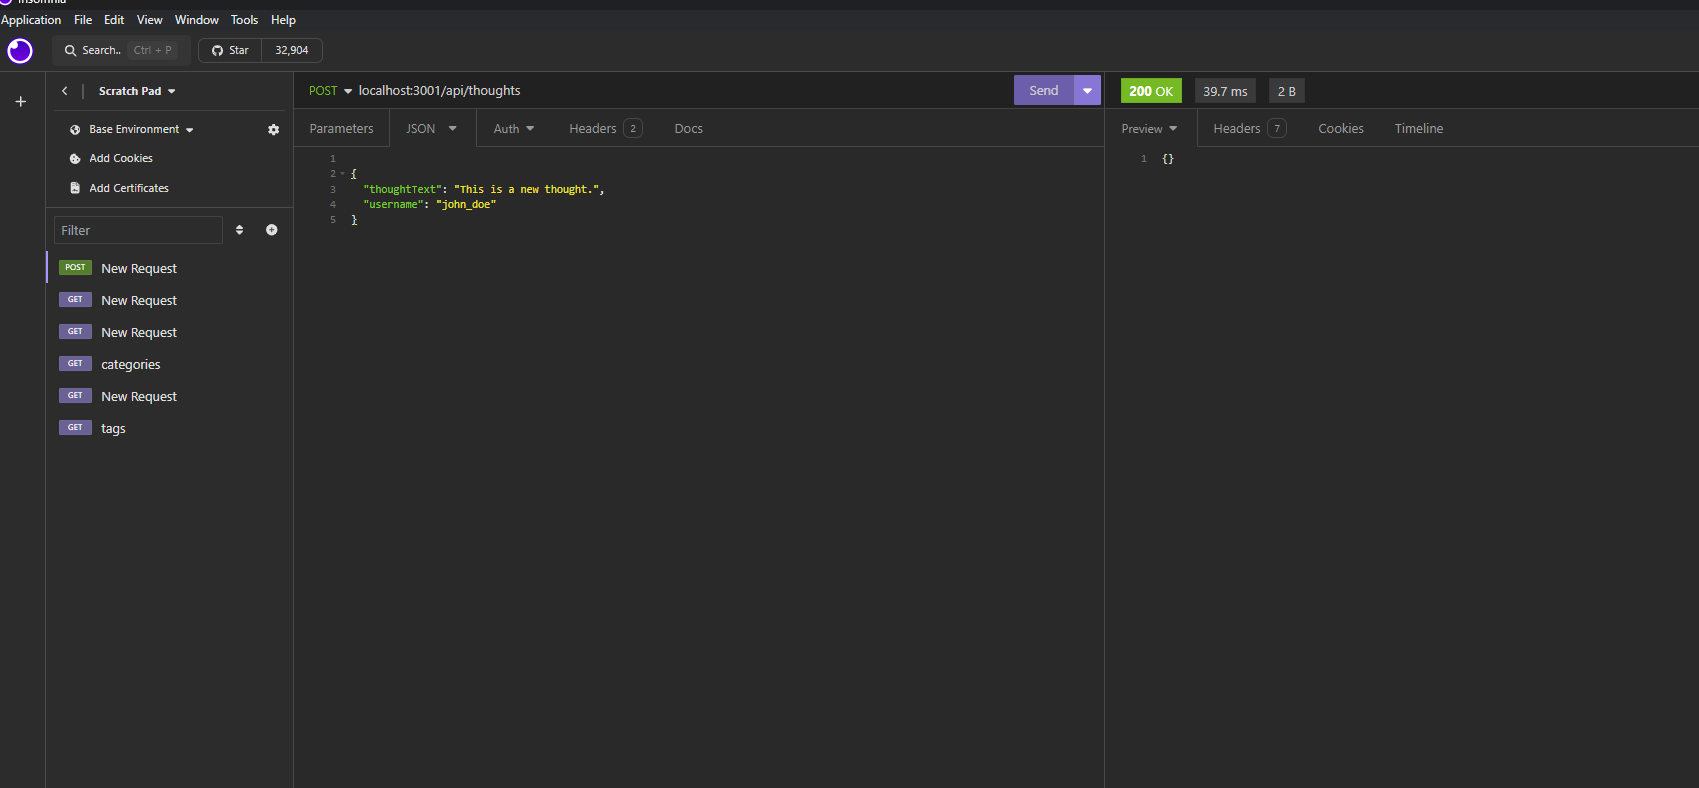 Insomnia
Application File Edit View Window Tools Help
Search.. Ctrl + P Star 32,904
Scratch Pad
Base Environment
Add Cookies
Add Certificates
Filter
POST New Request
GET New Request
GET New Request
GET categories
GET New Request
GET tags
POST localhost:3001/api/thoughts Send
Parameters JSON Auth Headers 2 Docs
1
2 {
3 "thoughtText": "This is a new thought.",
4 "username": "john_doe"
5 }
200 OK 39.7 ms 2 B
Preview Headers 7 Cookies Timeline
1 {}